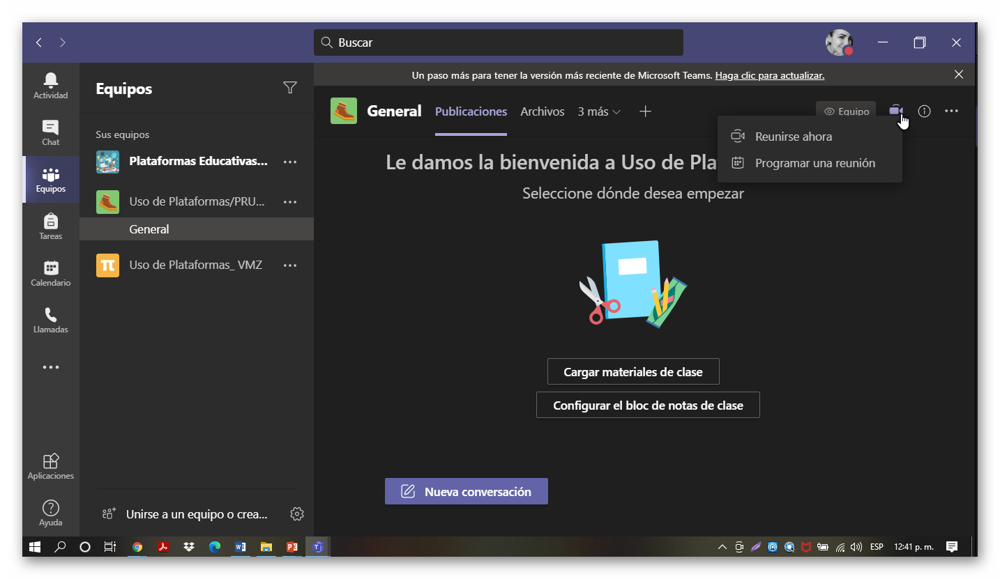 Buscar
Un paso más para tener la versión más reciente de Microsoft Teams. Haga clic para actualizar.
Actividad
Chat
Equipos
Tareas
Calendario
Llamadas
Aplicaciones
Ayuda
Equipos
Sus equipos
Plataformas Educativas...
Uso de Plataformas/PRU...
General
π
Uso de Plataformas_ VMZ
Unirse a un equipo o crea...
General
Publicaciones
Archivos
3 más
Equipo
Reunirse ahora
Programar una reunión
Le damos la bienvenida a Uso de Pla
Seleccione dónde desea empezar
Cargar materiales de clase
Configurar el bloc de notas de clase
Nueva conversación
ESP
12:41 p. m.